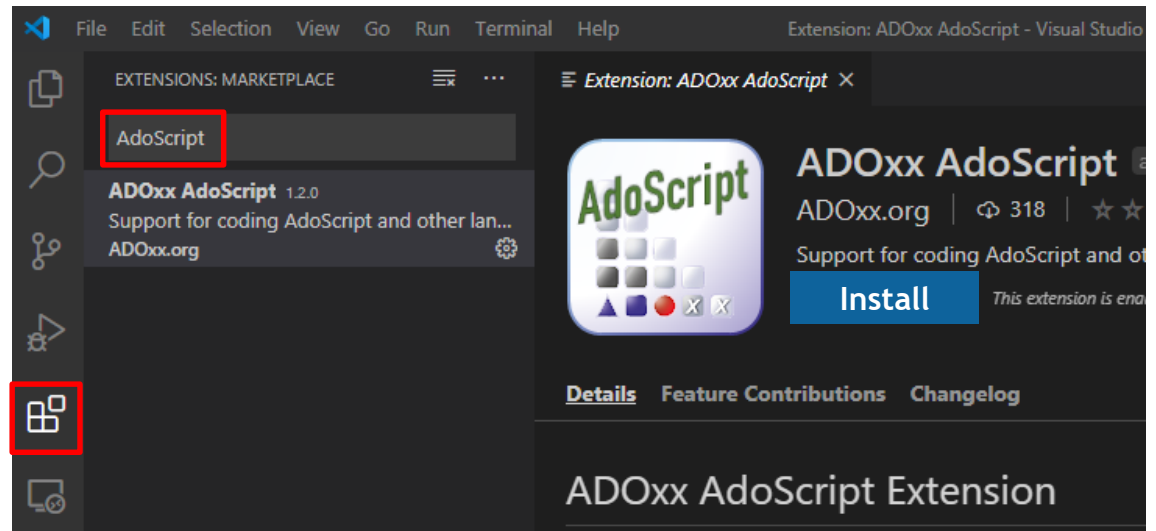 File Edit Selection View Go Run Terminal Help Extension: ADOxx AdoScript - Visual Studio
EXTENSIONS: MARKETPLACE
Extension: ADOxx AdoScript
AdoScript
ADOxx AdoScript 1.2.0
Support for coding AdoScript and other lan...
ADOxx.org
AdoScript
X X
ADOxx AdoScript
ADOxx.org 318
Support for coding AdoScript and
Install This extension is
Details Feature Contributions Changelog
ADOxx AdoScript Extension